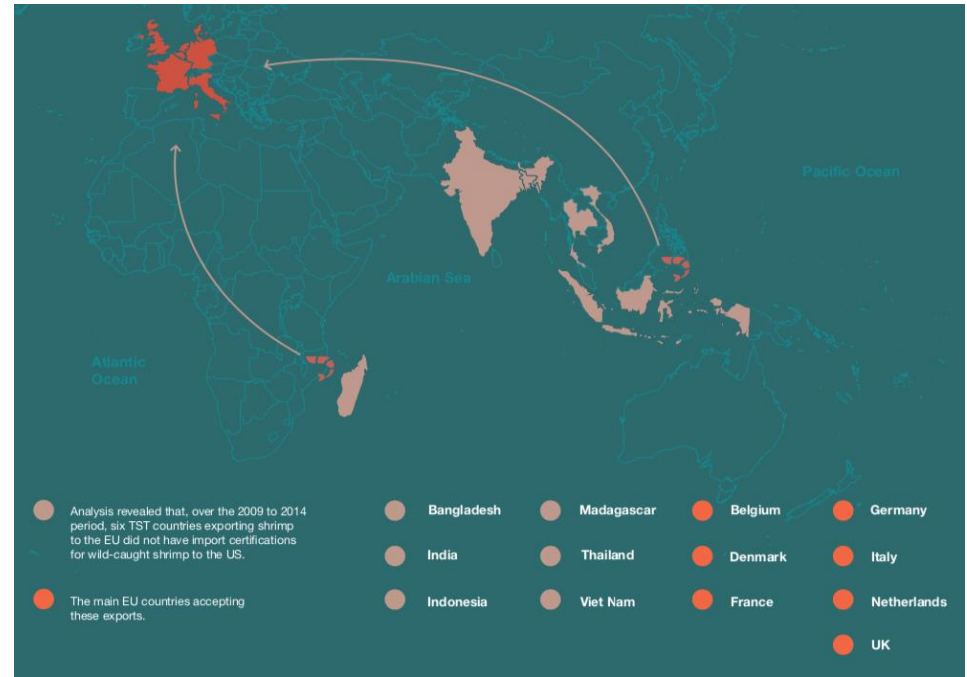 Pacific Ocean
Arabian Sea
Atlantic
Ocean
Analysis revealed that, over the 2009 to 2014
period, six TST countries exporting shrimp
to the EU did not have import certifications
for wild-caught shrimp to the US.
The main EU countries accepting
these exports.
Bangladesh
India
Indonesia
Madagascar
Thailand
Viet Nam
Belgium
Denmark
France
Germany
Italy
Netherlands
UK